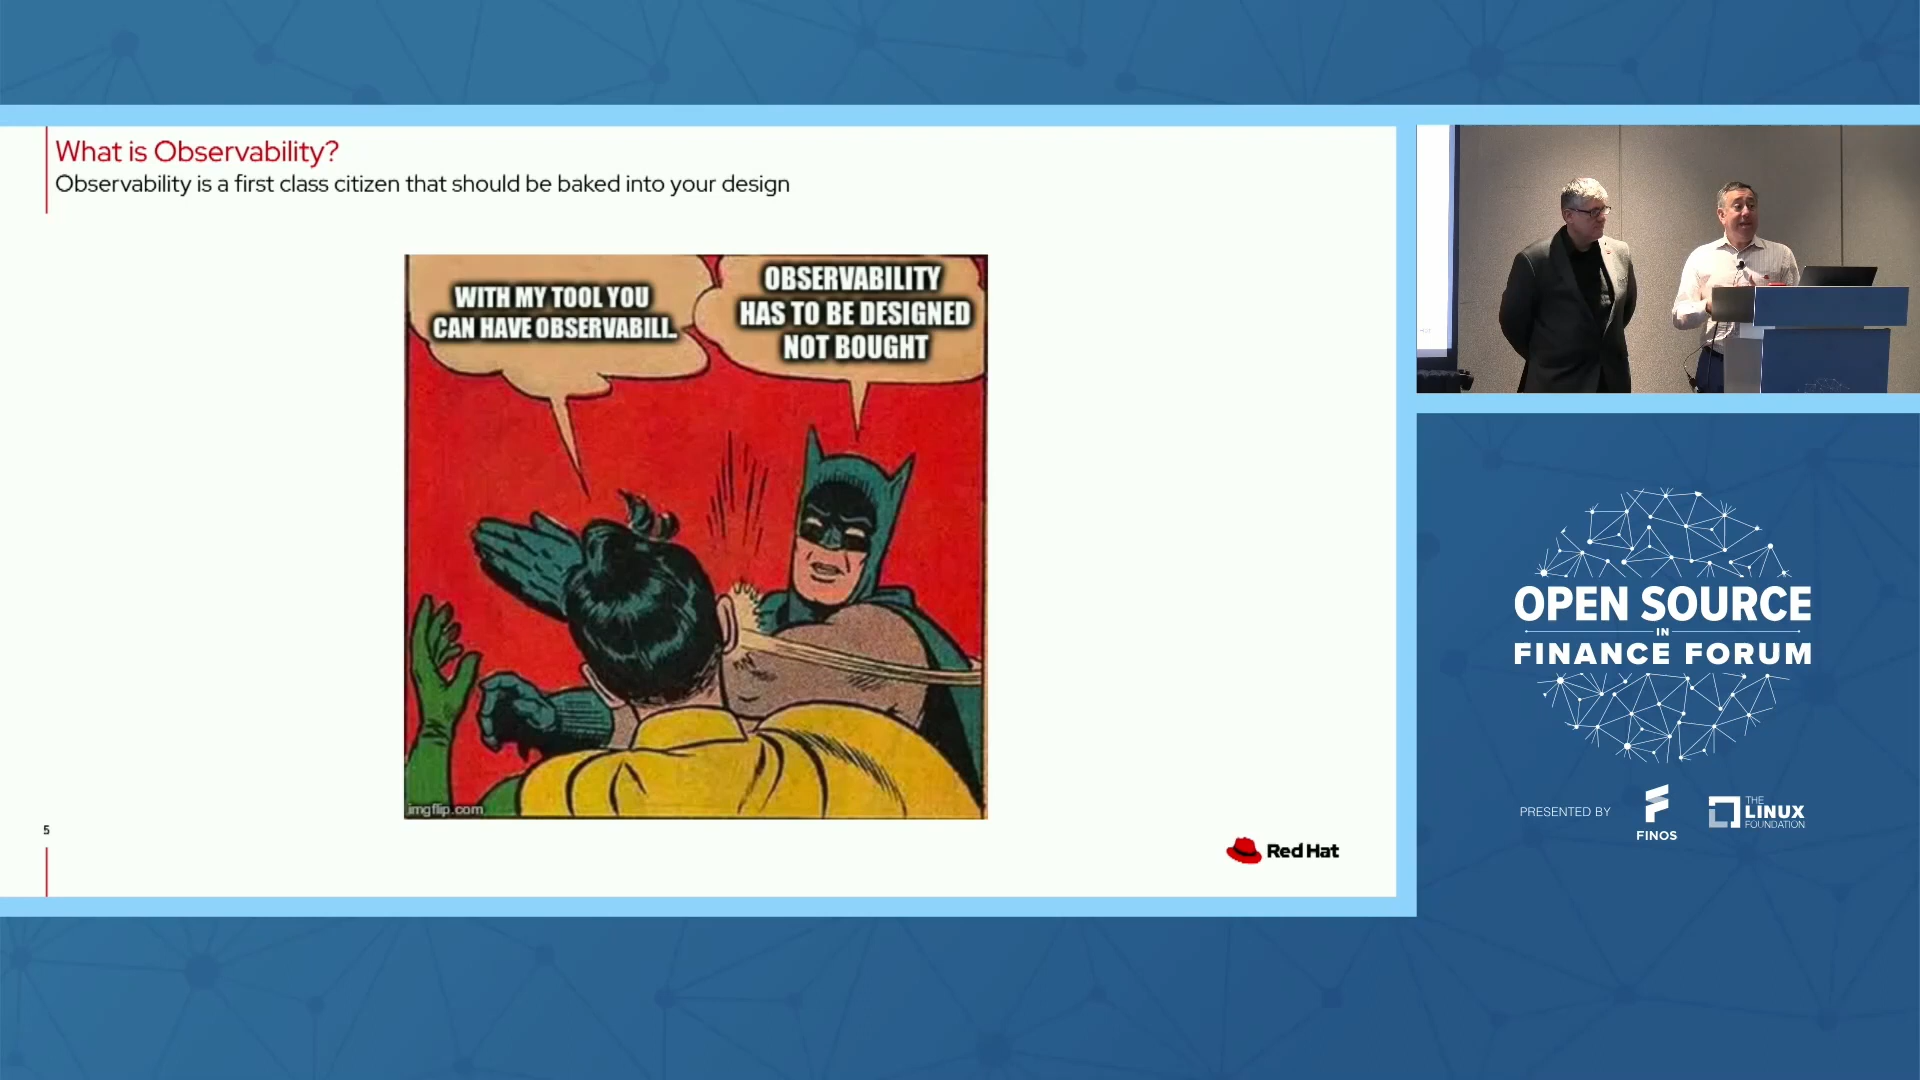 What is Observability?
Observability is a first class citizen that should be baked into your design
WITH MY TOOL YOU
CAN HAVE OBSERVABILL..
OBSERVABILITY
HAS TO BE DESIGNED
NOT BOUGHT
imgflip.com
5
Red Hat
OPEN SOURCE
IN
FINANCE FORUM
PRESENTED BY
FINOS
THE
LINUX
FOUNDATION